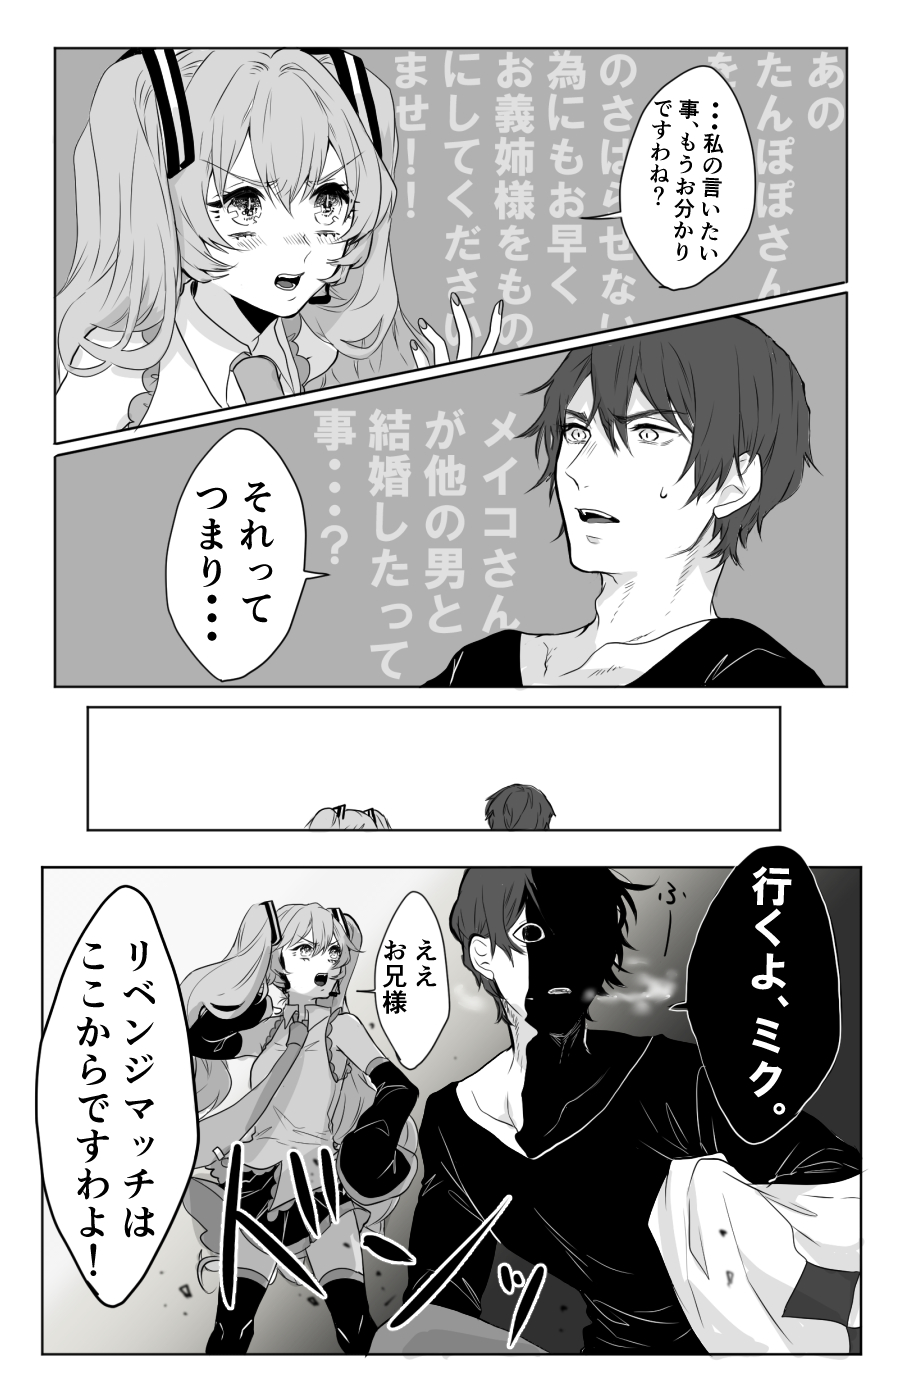 あの
たんぽぽさん
を
のさばらせない
為にもお早く
お義姉様をもの
にしてください
ませ！！
・・・私の言いたい
事、もうお分かり
ですわね？
メイコさん
が他の男と
結婚したって
事・・・？
それって
つまり・・・
行くよ、ミク。
ふー
ええ
お兄様
リベンジマッチは
ここからですわよ！
ドドンッ